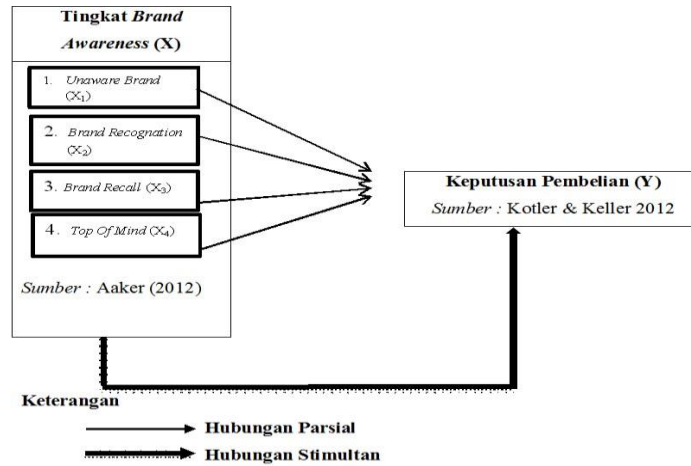 Tingkat Brand
Awareness (X)
1. Unaware Brand
(X1)
2. Brand Recognation
(X2)
3. Brand Recall (X3)
4. Top Of Mind (X4)
Sumber : Aaker (2012)
Keputusan Pembelian (Y)
Sumber : Kotler & Keller 2012
Keterangan
Hubungan Parsial
Hubungan Stimultan